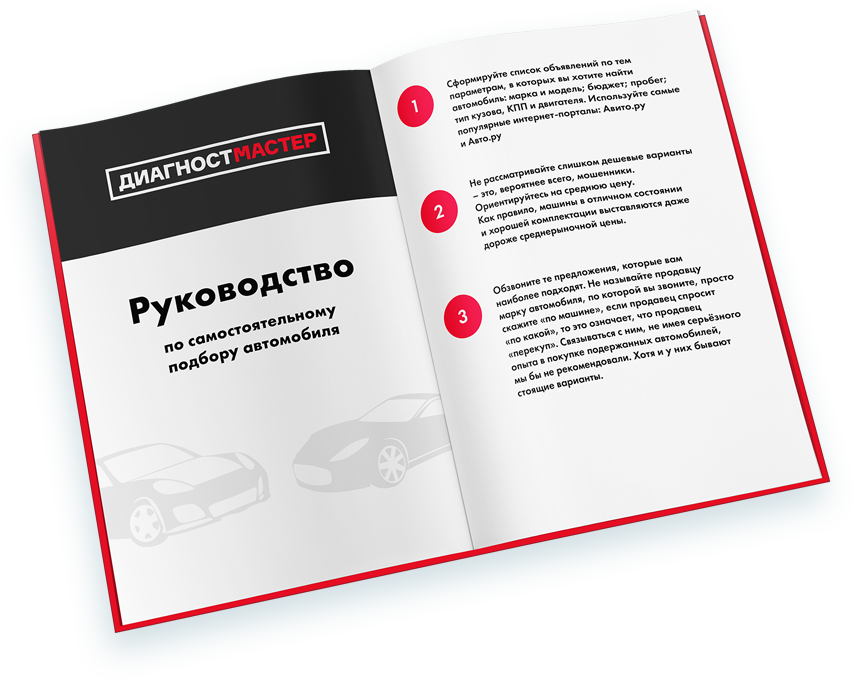 ДИАГНОСТМАСТЕР
Руководство
по самостоятельному
подбору автомобиля
1
Сформируйте список объявлений по тем
параметрам, в которых вы хотите найти
автомобиль: марка и модель; бюджет; пробег;
тип кузова, КПП и двигателя. Используйте самые
популярные интернет-порталы: Авито.ру
и Авто.ру
2
Не рассматривайте слишком дешевые варианты
– это, вероятнее всего, мошенники.
Ориентируйтесь на среднюю цену.
Как правило, машины в отличном состоянии
и хорошей комплектации выставляются даже
дороже среднерыночной цены.
3
Обзвоните те предложения, которые вам
наиболее подходят. Не называйте продавцу
марку автомобиля, по которой вы звоните, просто
скажите «по машине», если продавец спросит
«по какой», то это означает, что продавец
"перекуп". Связываться с ним, не имея серьёзного
опыта в покупке подержанных автомобилей,
мы бы не рекомендовали. Хотя и у них бывают
стоящие варианты.